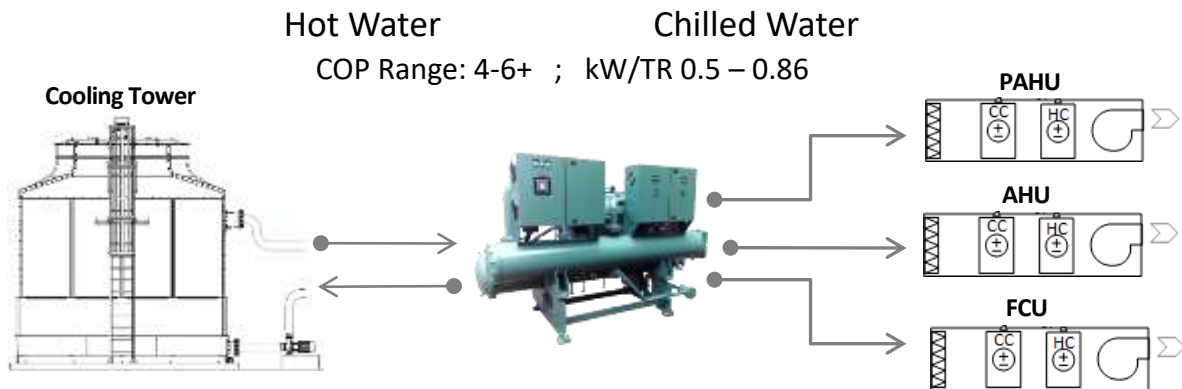 Hot Water Chilled Water
COP Range: 4-6+ ; kW/TR 0.5 – 0.86
Cooling Tower
PAHU
CC HC
AHU
CC HC
FCU
CC HC